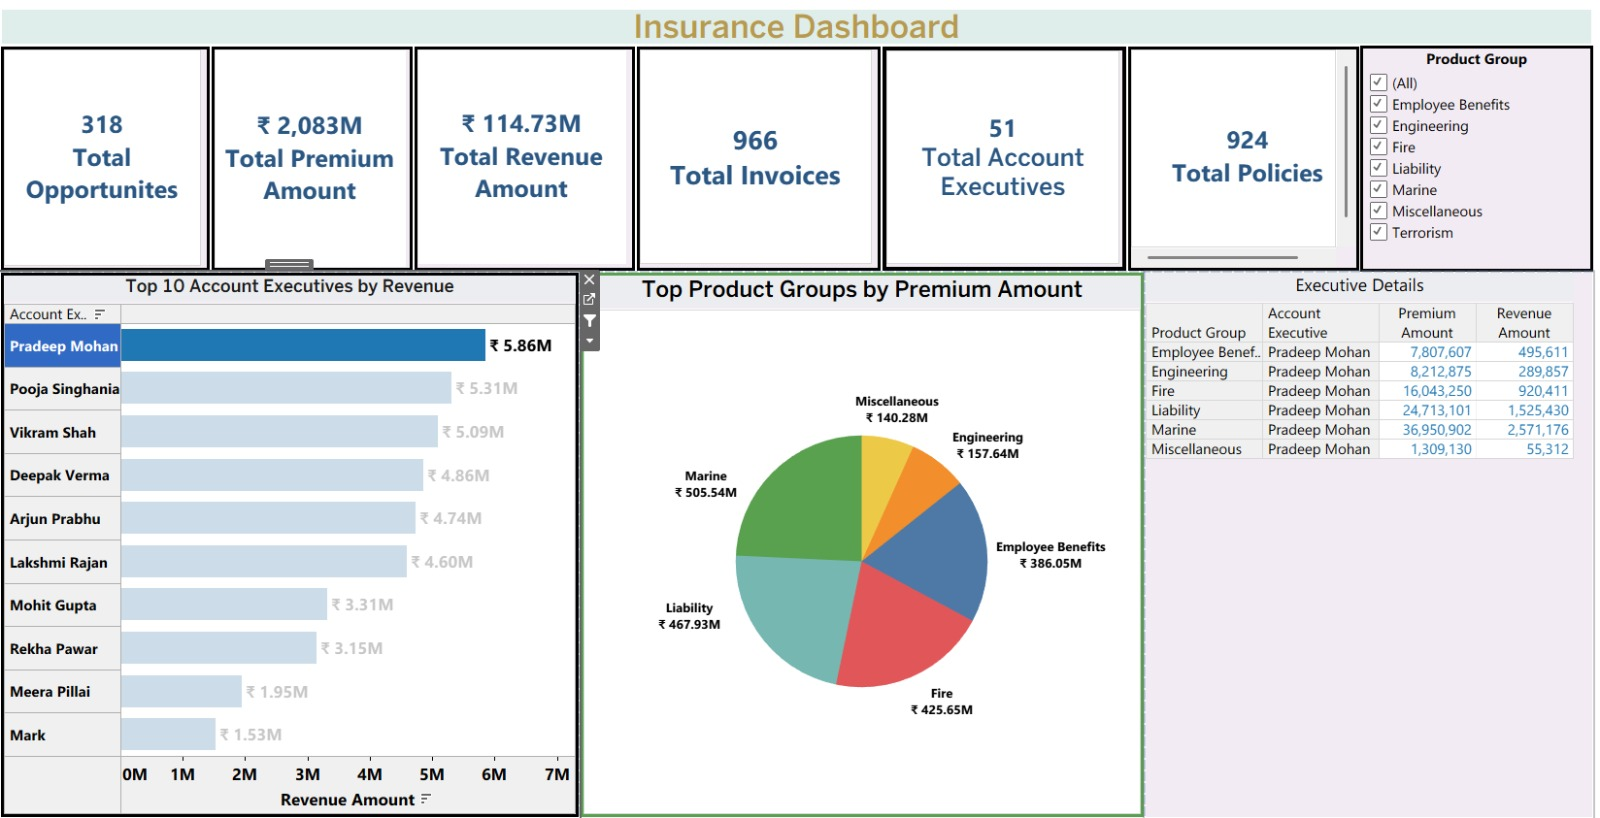 Insurance Dashboard
318
Total
Opportunites
₹ 2,083M
Total Premium
Amount
₹ 114.73M
Total Revenue
Amount
966
Total Invoices
51
Total Account
Executives
924
Total Policies
Product Group
(All)
Employee Benefits
Engineering
Fire
Liability
Marine
Miscellaneous
Terrorism
Top 10 Account Executives by Revenue
Account Ex..
Pradeep Mohan ₹ 5.86M
Pooja Singhania ₹ 5.31M
Vikram Shah ₹ 5.09M
Deepak Verma ₹ 4.86M
Arjun Prabhu ₹ 4.74M
Lakshmi Rajan ₹ 4.60M
Mohit Gupta ₹ 3.31M
Rekha Pawar ₹ 3.15M
Meera Pillai ₹ 1.95M
Mark ₹ 1.53M
0M 1M 2M 3M 4M 5M 6M 7M
Revenue Amount
Top Product Groups by Premium Amount
Miscellaneous
₹ 140.28M
Engineering
₹ 157.64M
Marine
₹ 505.54M
Employee Benefits
₹ 386.05M
Liability
₹ 467.93M
Fire
₹ 425.65M
Executive Details
Account Premium Revenue
Product Group Executive Amount Amount
Employee Benef.. Pradeep Mohan 7,807,607 495,611
Engineering Pradeep Mohan 8,212,875 289,857
Fire Pradeep Mohan 16,043,250 920,411
Liability Pradeep Mohan 24,713,101 1,525,430
Marine Pradeep Mohan 36,950,902 2,571,176
Miscellaneous Pradeep Mohan 1,309,130 55,312